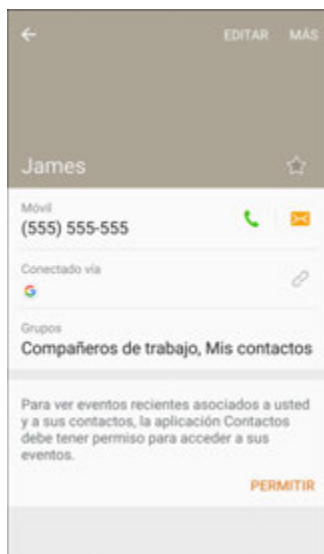 EDITAR MÁS
James
Móvil
(555) 555-555
Conectado vía
Grupos
Compañeros de trabajo, Mis contactos
Para ver eventos recientes asociados a usted
y a sus contactos, la aplicación Contactos
debe tener permiso para acceder a sus
eventos.
PERMITIR